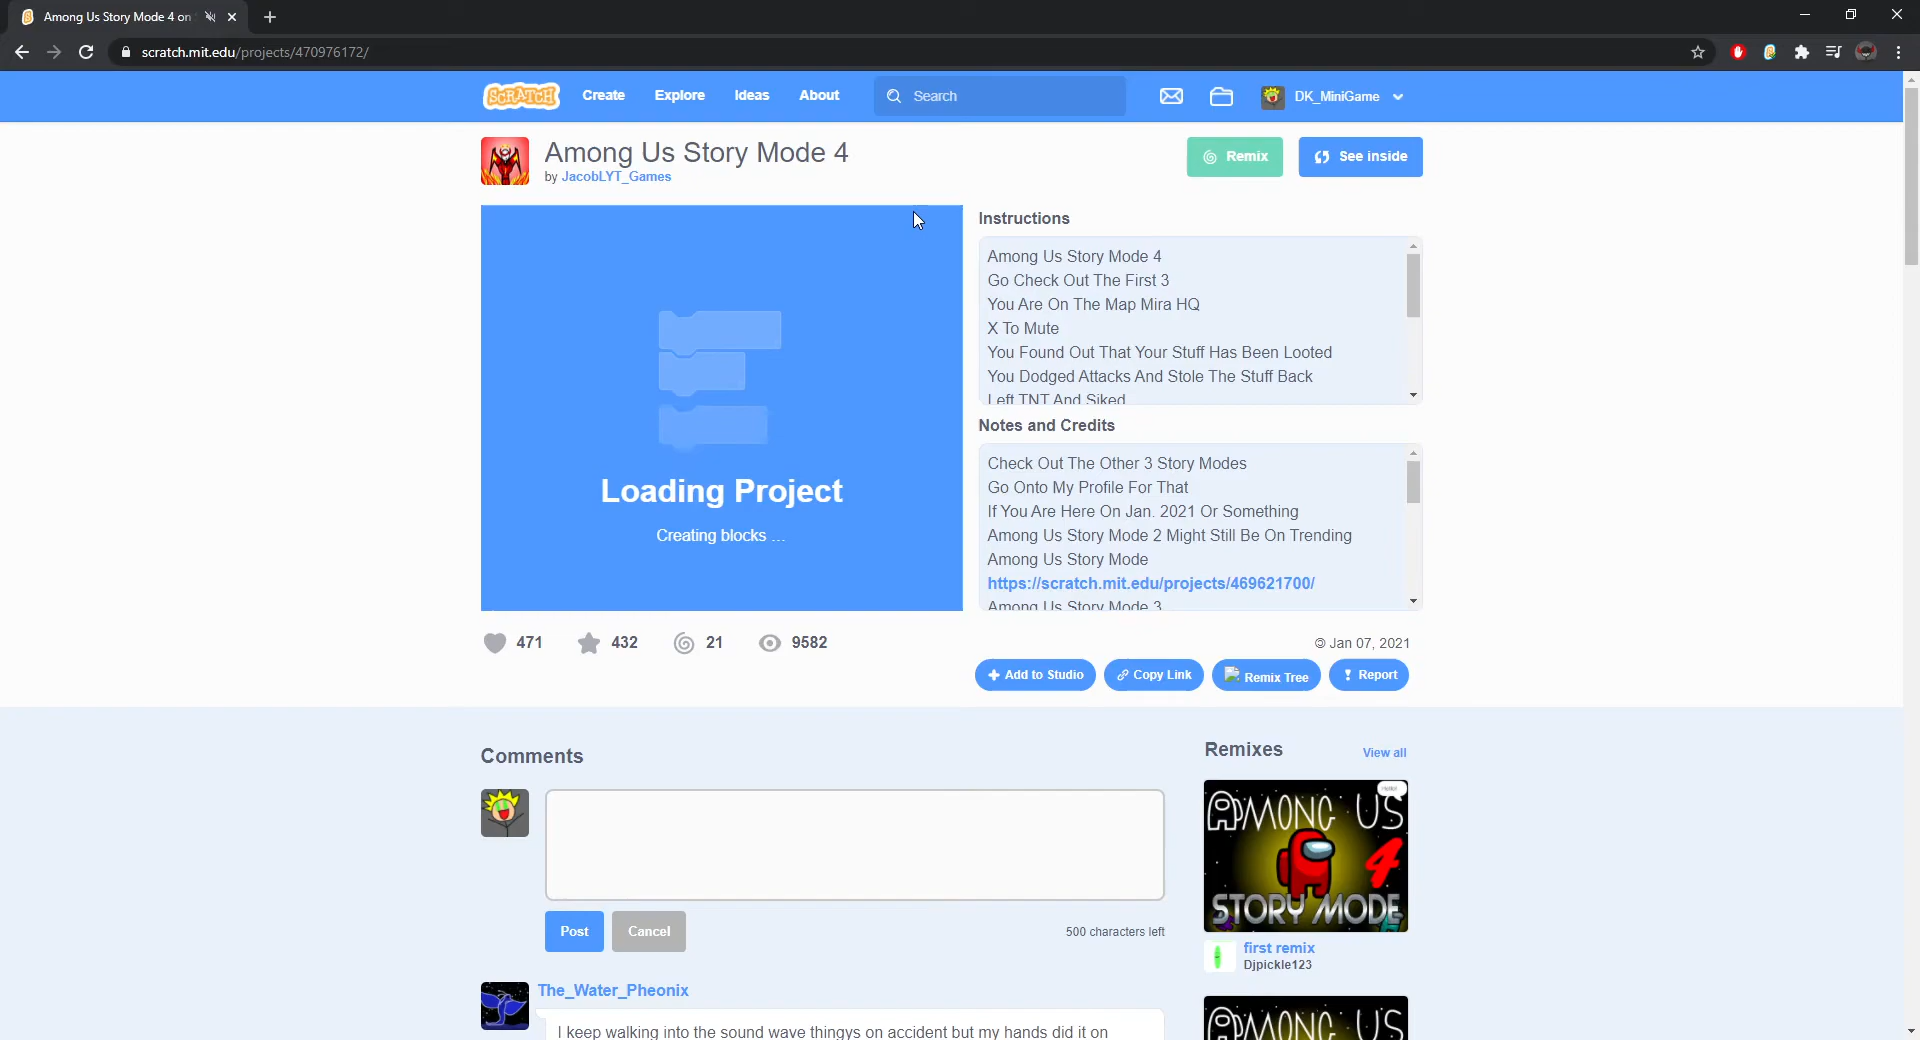 Among Us Story Mode 4 on
scratch.mit.edu/projects/470976172/
SCRATCH Create Explore Ideas About Search DK_MiniGame
Among Us Story Mode 4
by JacobLYT_Games
Remix See inside
Loading Project
Creating blocks ...
Instructions
Among Us Story Mode 4
Go Check Out The First 3
You Are On The Map Mira HQ
X To Mute
You Found Out That Your Stuff Has Been Looted
You Dodged Attacks And Stole The Stuff Back
Left TNT And Siked
Notes and Credits
Check Out The Other 3 Story Modes
Go Onto My Profile For That
If You Are Here On Jan. 2021 Or Something
Among Us Story Mode 2 Might Still Be On Trending
Among Us Story Mode
https://scratch.mit.edu/projects/469621700/
Among Us Story Mode 3
471 432 21 9582
© Jan 07, 2021
Add to Studio Copy Link Remix Tree Report
Comments
Post Cancel 500 characters left
The_Water_Pheonix
I keep walking into the sound wave thingys on accident but my hands did it on
Remixes View all
AMONG US
4
STORY MODE
first remix
Djpickle123
AMONG US